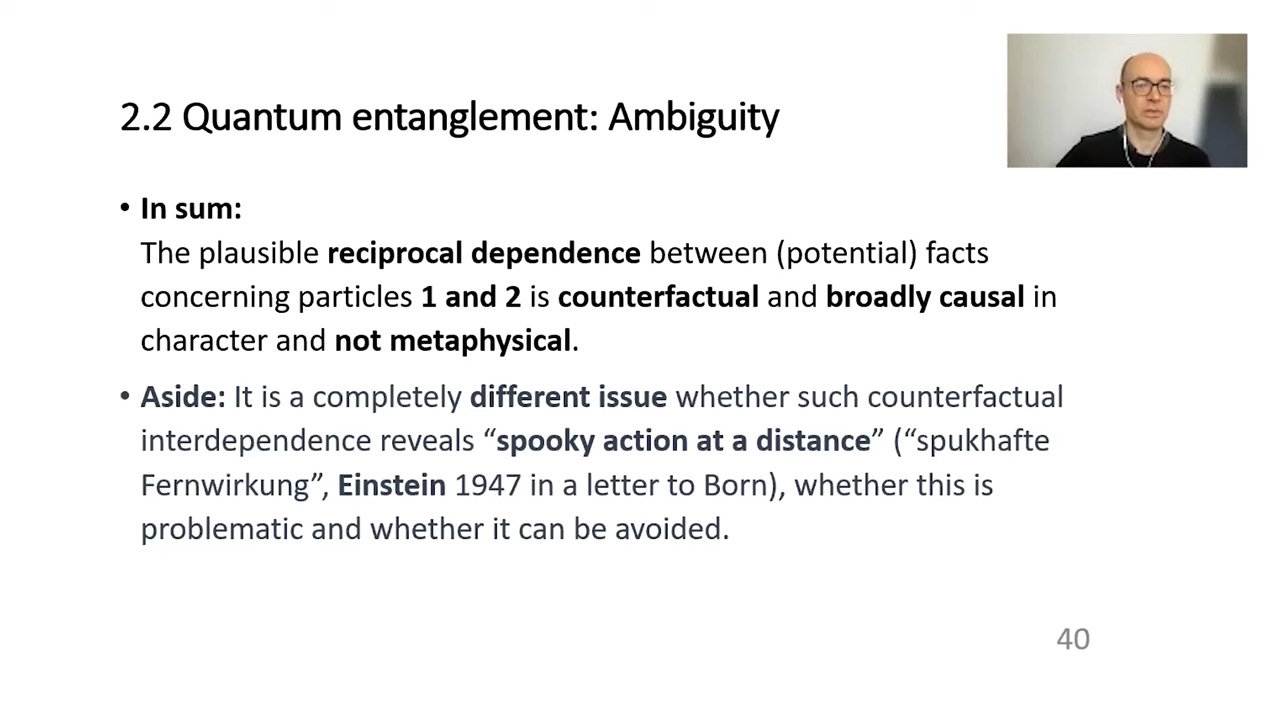 2.2 Quantum entanglement: Ambiguity
• In sum:
The plausible reciprocal dependence between (potential) facts
concerning particles 1 and 2 is counterfactual and broadly causal in
character and not metaphysical.
• Aside: It is a completely different issue whether such counterfactual
interdependence reveals “spooky action at a distance” (“spukhafte
Fernwirkung”, Einstein 1947 in a letter to Born), whether this is
problematic and whether it can be avoided.
40